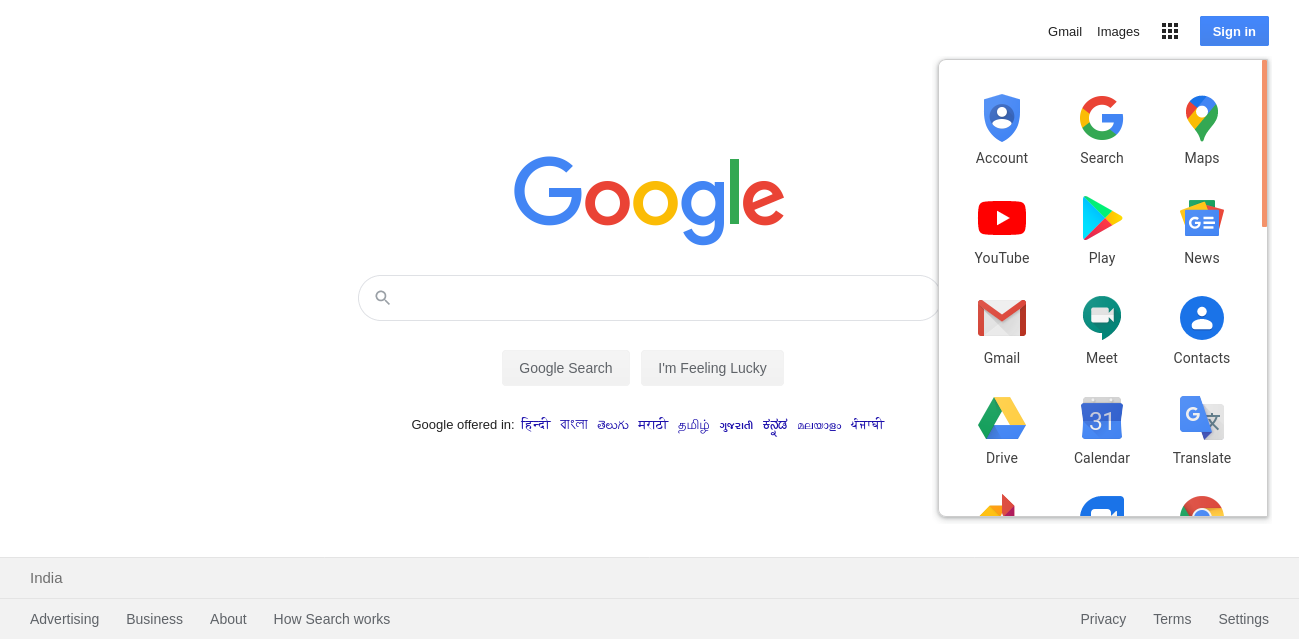 Gmail Images Sign in
Google
Account Search Maps
YouTube Play News
Gmail Meet Contacts
31
Drive Calendar Translate
Google Search I'm Feeling Lucky
Google offered in: हिन्दी বাংলা తెలుగు मराठी தமிழ் ગુજરાતી ಕನ್ನಡ മലയാളം ਪੰਜਾਬੀ
India
Advertising Business About How Search works Privacy Terms Settings